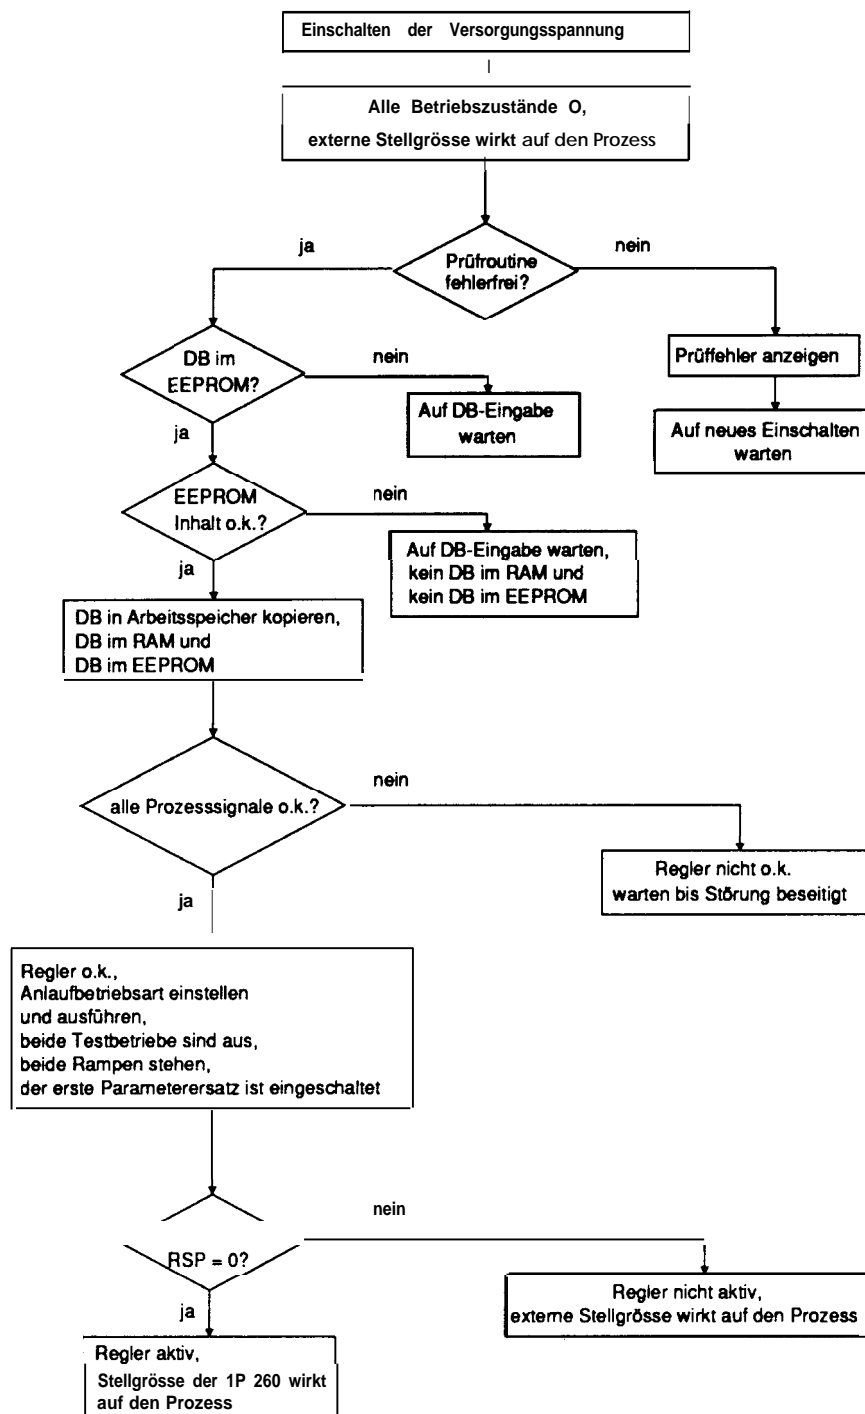 Einschalten der Versorgungsspannung
Alle Betriebszustände O,
externe Stellgrösse wirkt auf den Prozess
ja
nein
Prüfroutine
fehlerfrei?
DB im
EEPROM?
nein
Prüffehler anzeigen
Auf DB-Eingabe
warten
Auf neues Einschalten
warten
ja
EEPROM
Inhalt o.k.?
nein
Auf DB-Eingabe warten,
kein DB im RAM und
kein DB im EEPROM
ja
DB in Arbeitsspeicher kopieren,
DB im RAM und
DB im EEPROM
alle Prozesssignale o.k.?
nein
Regler nicht o.k.
warten bis Störung beseitigt
ja
Regler o.k.,
Anlaufbetriebsart einstellen
und ausführen,
beide Testbetriebe sind aus,
beide Rampen stehen,
der erste Parameterersatz ist eingeschaltet
nein
RSP = 0?
Regler nicht aktiv,
externe Stellgrösse wirkt auf den Prozess
ja
Regler aktiv,
Stellgrösse der 1P 260 wirkt
auf den Prozess